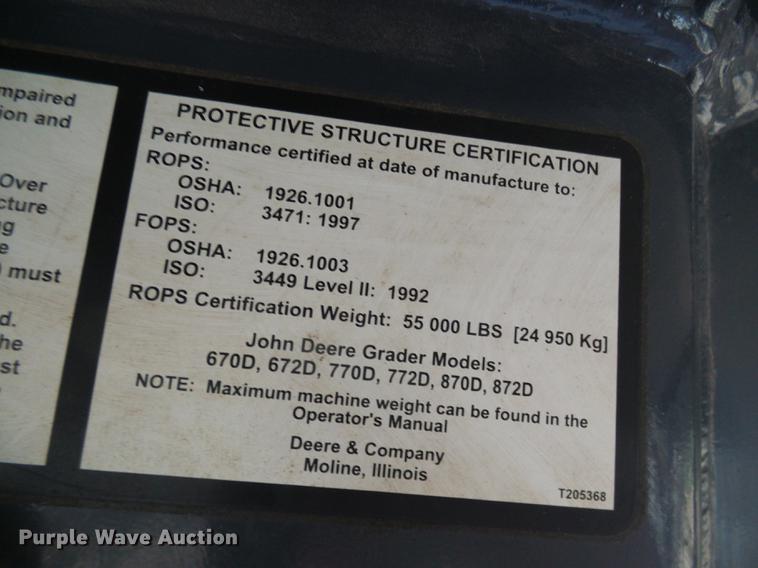 mpaired
ion and
Over
cture
g
e
) must
d.
he
st
PROTECTIVE STRUCTURE CERTIFICATION
Performance certified at date of manufacture to:
ROPS:
OSHA: 1926.1001
ISO: 3471: 1997
FOPS:
OSHA: 1926.1003
ISO: 3449 Level II: 1992
ROPS Certification Weight: 55 000 LBS [24 950 Kg]
John Deere Grader Models:
670D, 672D, 770D, 772D, 870D, 872D
NOTE: Maximum machine weight can be found in the
Operator's Manual
Deere & Company
Moline, Illinois
T205368
Purple Wave Auction